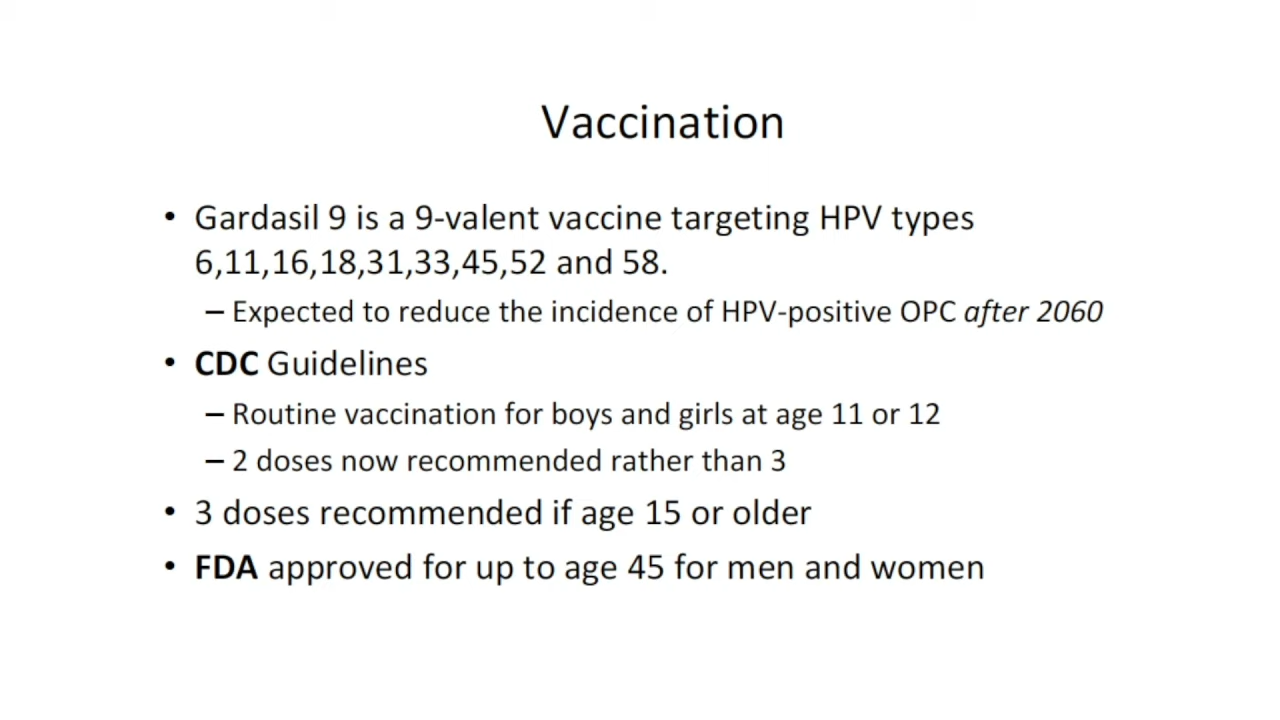 Vaccination
• Gardasil 9 is a 9-valent vaccine targeting HPV types
6,11,16,18,31,33,45,52 and 58.
– Expected to reduce the incidence of HPV-positive OPC after 2060
• CDC Guidelines
– Routine vaccination for boys and girls at age 11 or 12
– 2 doses now recommended rather than 3
• 3 doses recommended if age 15 or older
• FDA approved for up to age 45 for men and women